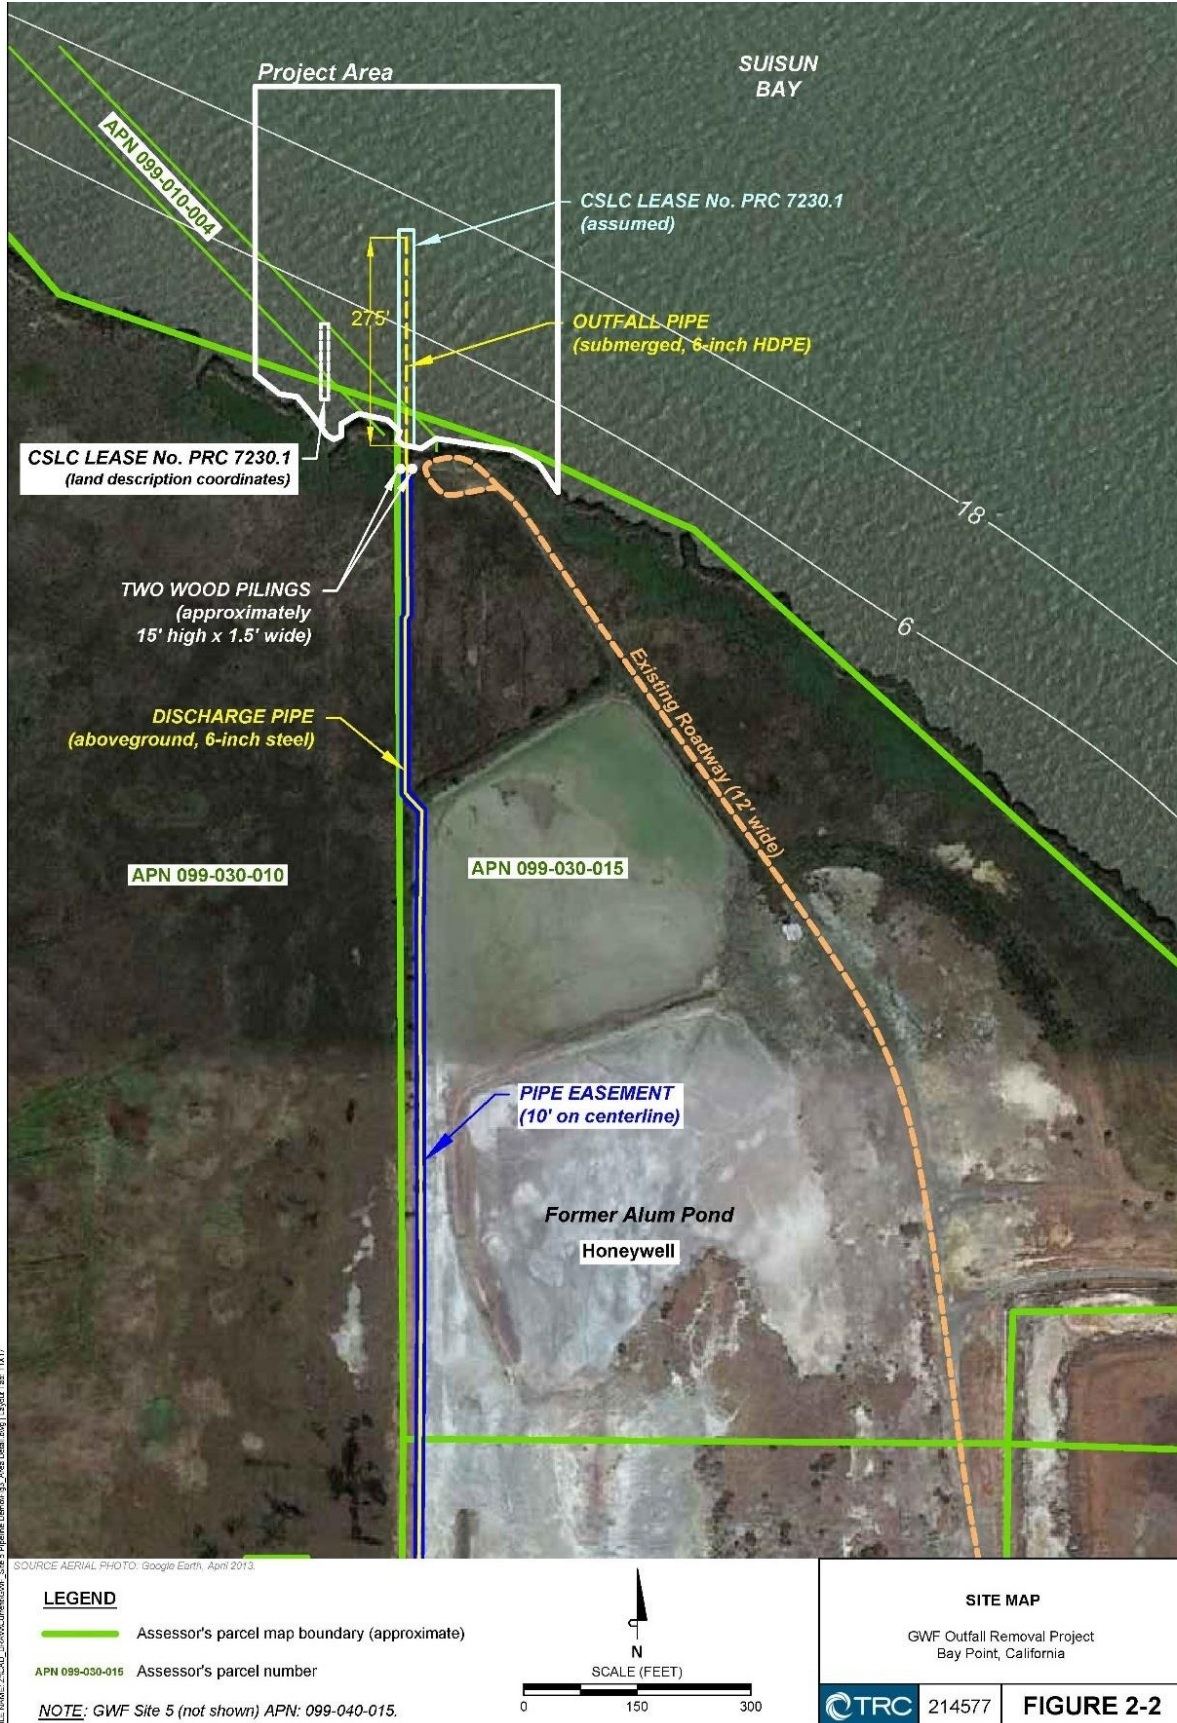 Project Area
SUISUN
BAY
APN 099-010-004
CSLC LEASE No. PRC 7230.1
(assumed)
275'
OUTFALL PIPE
(submerged, 6-inch HDPE)
CSLC LEASE No. PRC 7230.1
(land description coordinates)
18
6
TWO WOOD PILINGS
(approximately
15' high x 1.5' wide)
Existing Roadway (12' wide)
DISCHARGE PIPE
(aboveground, 6-inch steel)
APN 099-030-010
APN 099-030-015
PIPE EASEMENT
(10' on centerline)
Former Alum Pond
Honeywell
SOURCE AERIAL PHOTO: Google Earth, April 2013.
LEGEND
Assessor's parcel map boundary (approximate)
APN 099-030-015 Assessor's parcel number
NOTE: GWF Site 5 (not shown) APN: 099-040-015.
N
SCALE (FEET)
0 150 300
SITE MAP
GWF Outfall Removal Project
Bay Point, California
TRC 214577 FIGURE 2-2